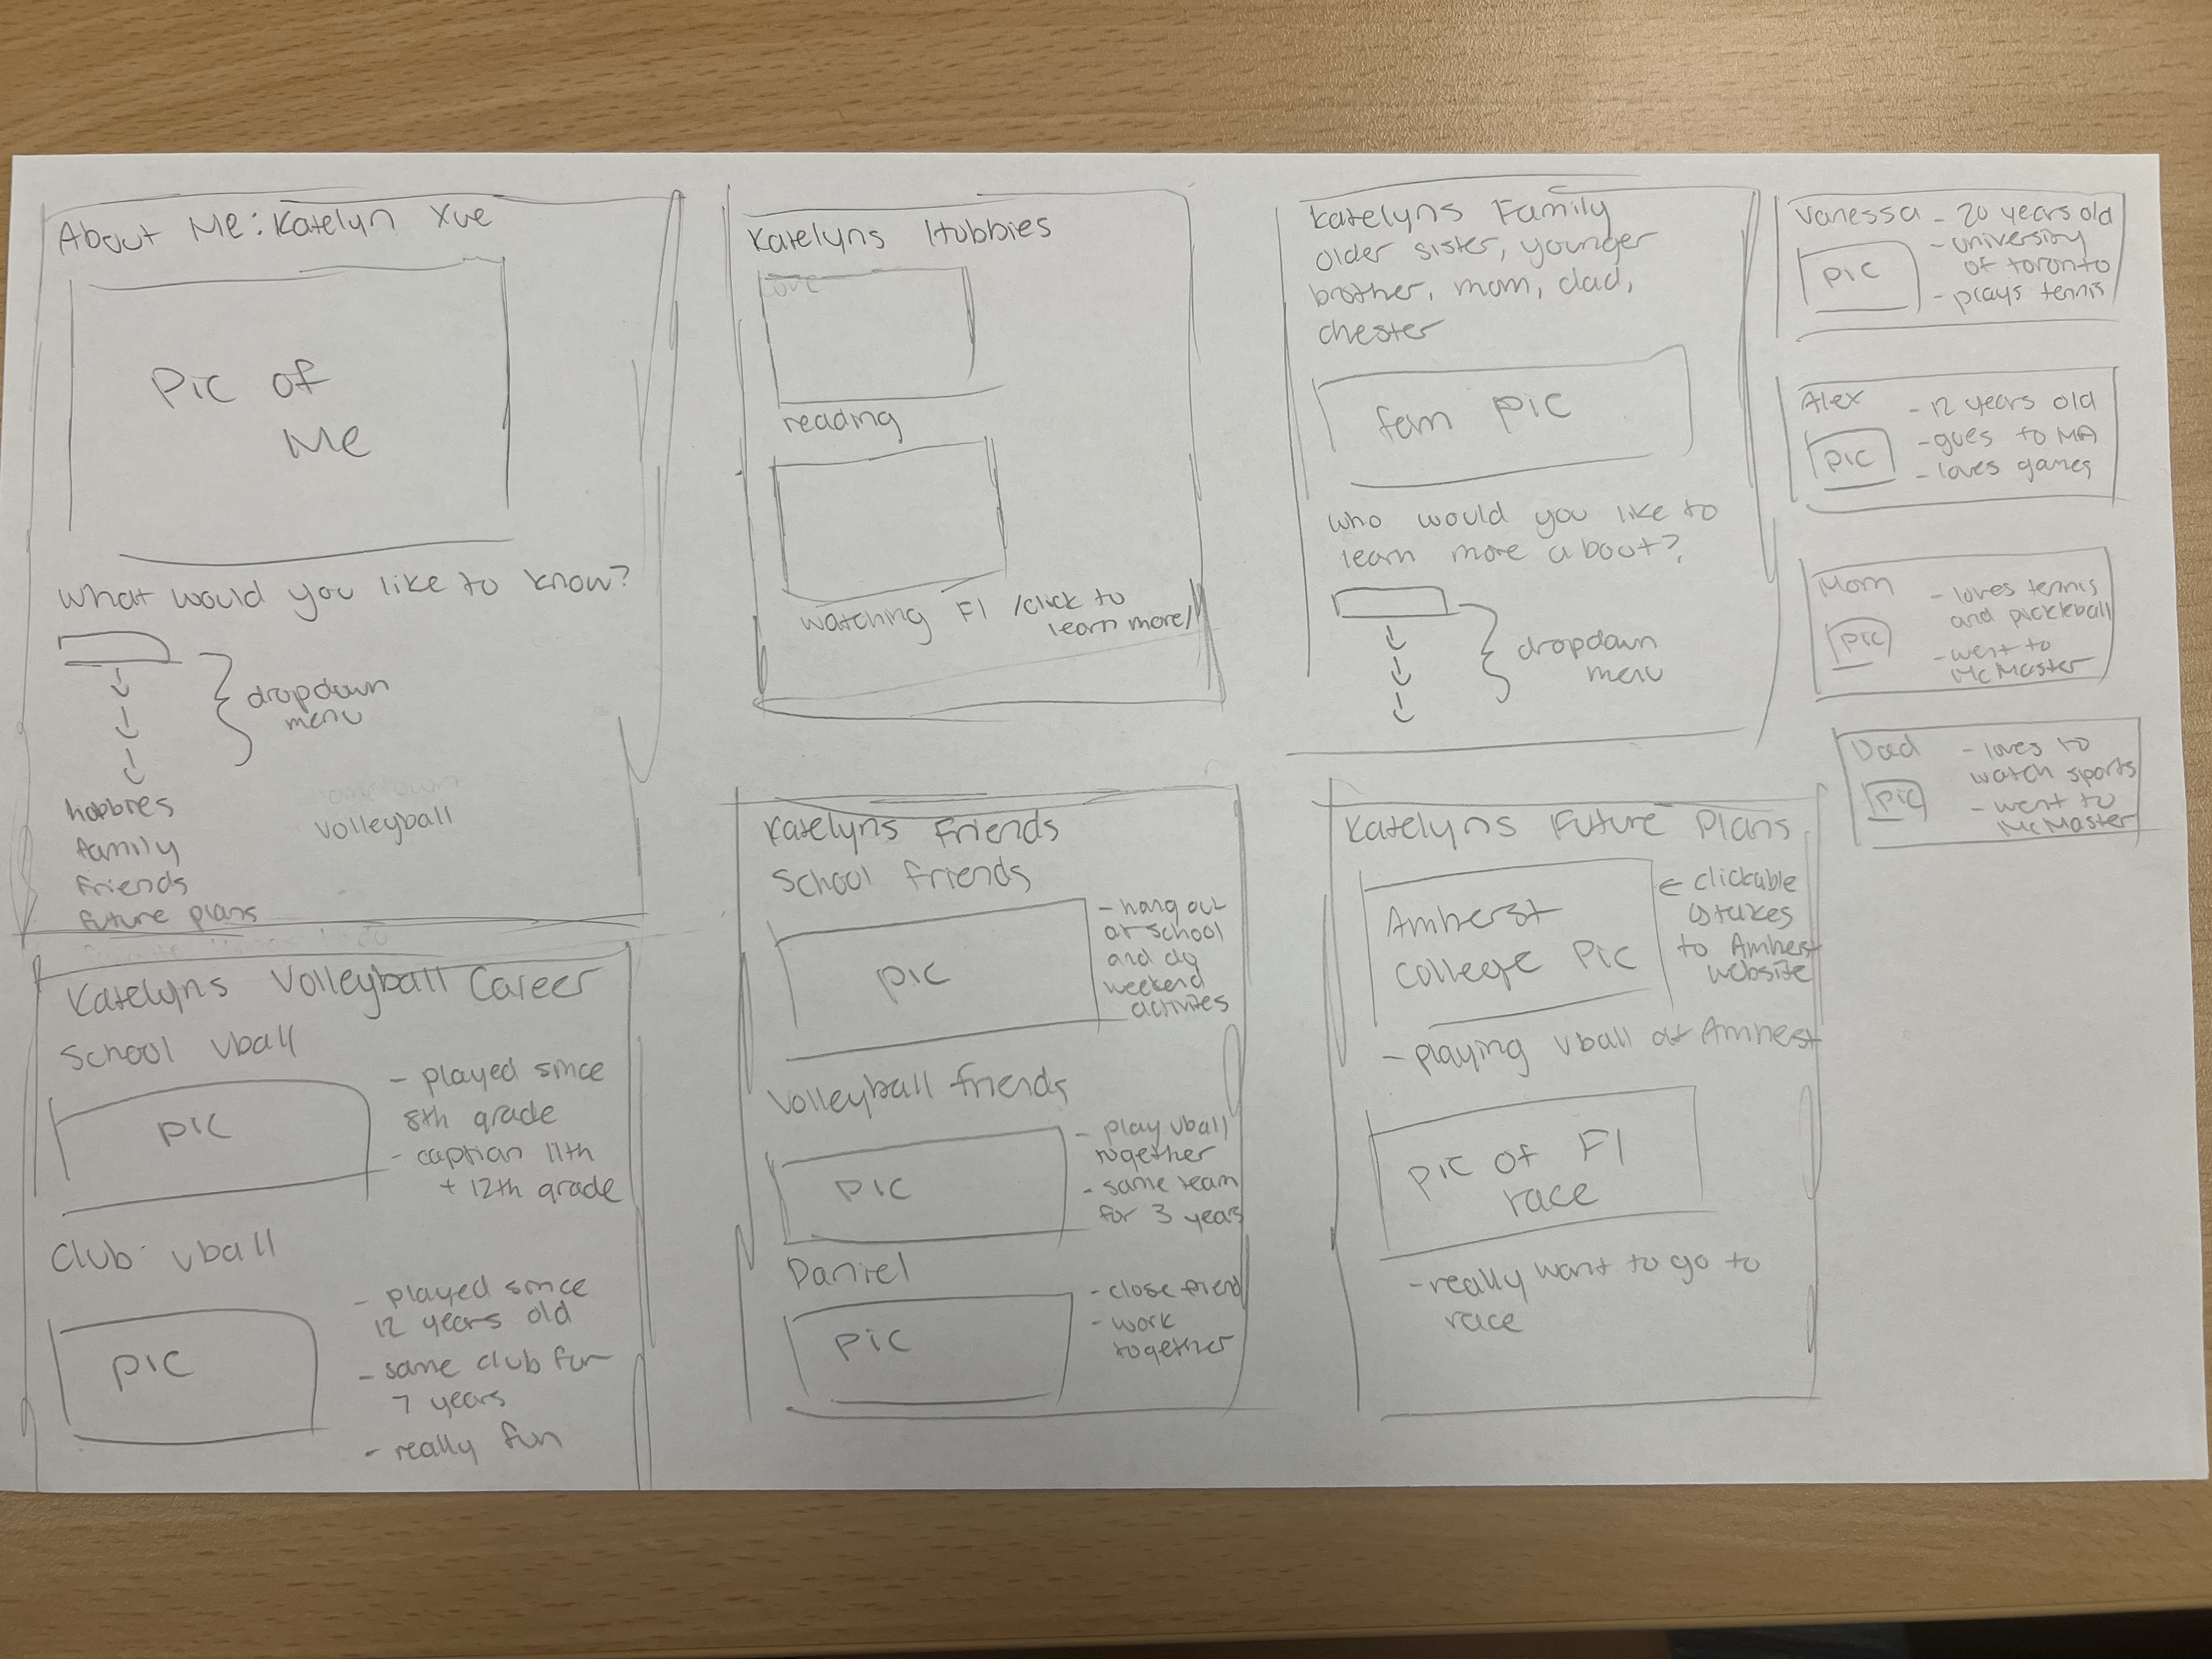 About Me: Katelyn Xue
Pic of
Me
What would you like to know?
hobbies
family
friends
future plans
dropdown
menu
volleyball
Katelyns Hobbies
reading
watching F1 /click to
learn more/
Katelyns Family
older sister, younger
brother, mom, dad,
chester
fam pic
who would you like to
learn more about?
dropdown
menu
Vanessa - 20 years old
- university
of toronto
- plays tennis
pic
Alex - 12 years old
- goes to MA
- loves games
pic
Mom - loves tennis
and pickleball
- went to
McMaster
pic
Dad - loves to
watch sports
- went to
McMaster
pic
Katelyns Volleyball Career
School vball
pic
- played since
8th grade
- caption 11th
+ 12th grade
club vball
pic
- played since
12 years old
- same club for
7 years
- really fun
Katelyns Friends
School friends
pic
- hang out
at school
and do
weekend
activites
Volleyball friends
pic
- play vball
together
- same team
for 3 years
Daniel
pic
- close friend
- work
together
Katelyns Future Plans
Amherst
College pic
← clickable
to Amherst
website
- playing vball at Amherst
pic of F1
race
- really want to go to
race